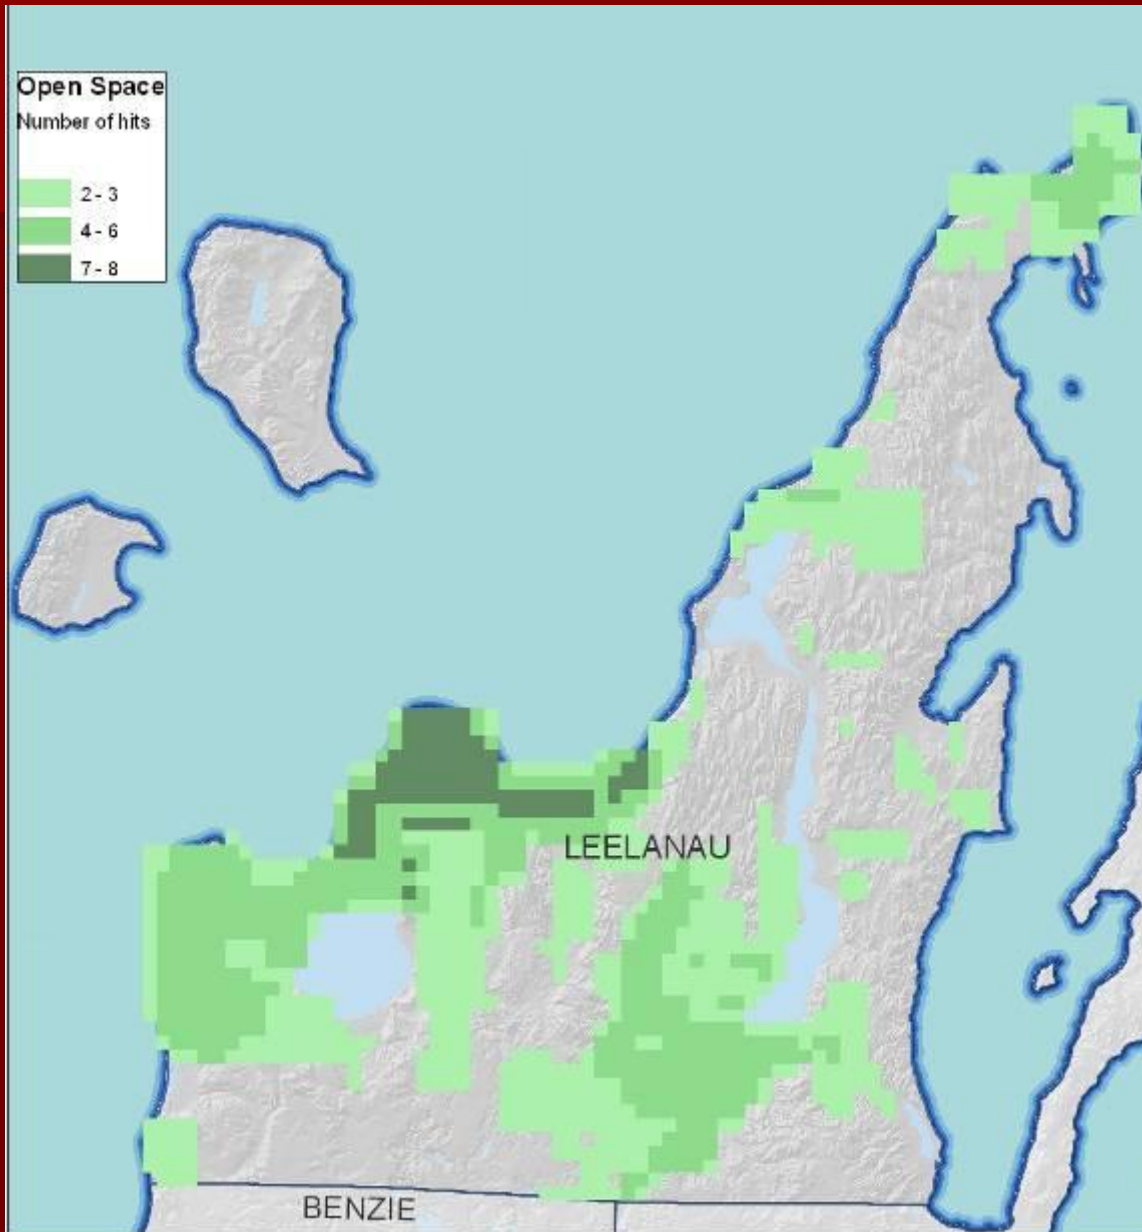 Open Space
Number of hits
2 - 3
4 - 6
7 - 8
LEELANAU
BENZIE